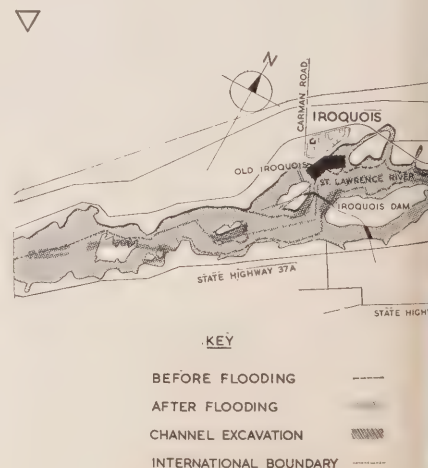 N
CARMAN ROAD
IROQUOIS
OLD IROQUOIS
ST. LAWRENCE RIVER
IROQUOIS DAM
STATE HIGHWAY 37A
STATE HIGH
KEY
BEFORE FLOODING
AFTER FLOODING
CHANNEL EXCAVATION
INTERNATIONAL BOUNDARY